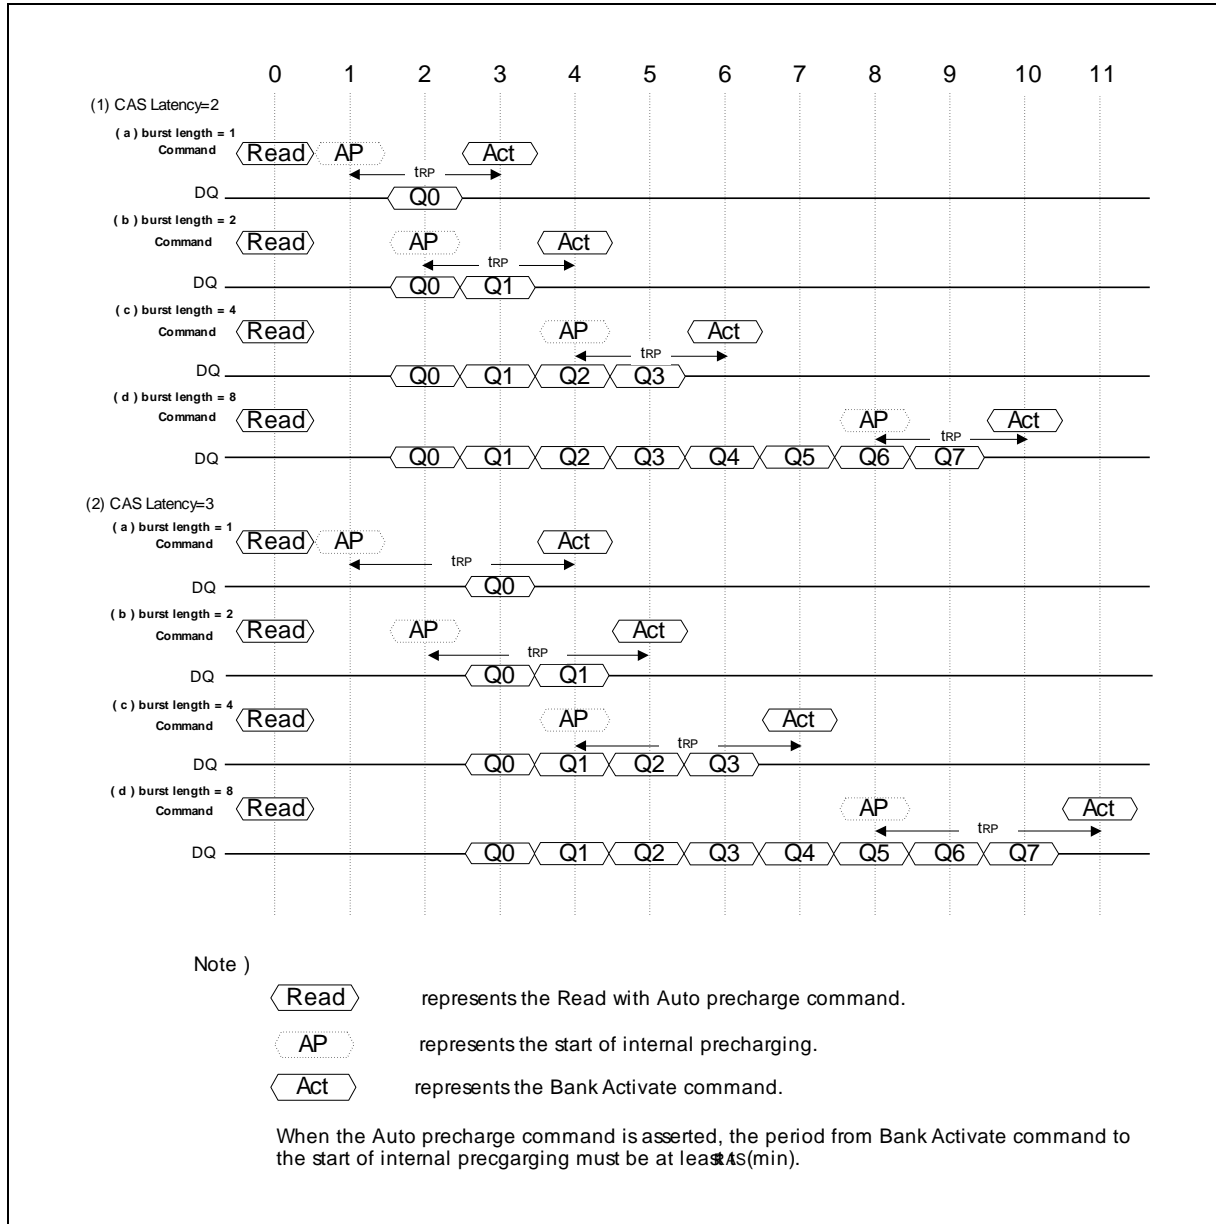 0 1 2 3 4 5 6 7 8 9 10 11
(1) CAS Latency=2
( a ) burst length = 1
Command Read AP Act
tRP
DQ Q0
( b ) burst length = 2
Command Read AP Act
tRP
DQ Q0 Q1
( c ) burst length = 4
Command Read AP Act
tRP
DQ Q0 Q1 Q2 Q3
( d ) burst length = 8
Command Read AP Act
tRP
DQ Q0 Q1 Q2 Q3 Q4 Q5 Q6 Q7
(2) CAS Latency=3
( a ) burst length = 1
Command Read AP Act
tRP
DQ Q0
( b ) burst length = 2
Command Read AP Act
tRP
DQ Q0 Q1
( c ) burst length = 4
Command Read AP Act
tRP
DQ Q0 Q1 Q2 Q3
( d ) burst length = 8
Command Read AP Act
tRP
DQ Q0 Q1 Q2 Q3 Q4 Q5 Q6 Q7
Note )
Read represents the Read with Auto precharge command.
AP represents the start of internal precharging.
Act represents the Bank Activate command.
When the Auto precharge command is asserted, the period from Bank Activate command to
the start of internal precgarging must be at (min).